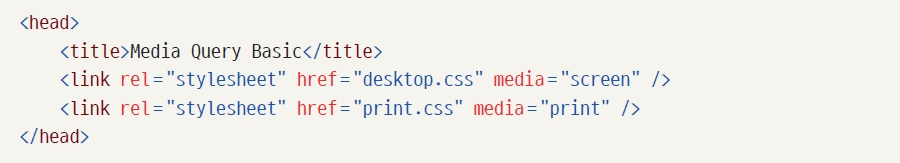 <head>
<title>Media Query Basic</title>
<link rel="stylesheet" href="desktop.css" media="screen" />
<link rel="stylesheet" href="print.css" media="print" />
</head>